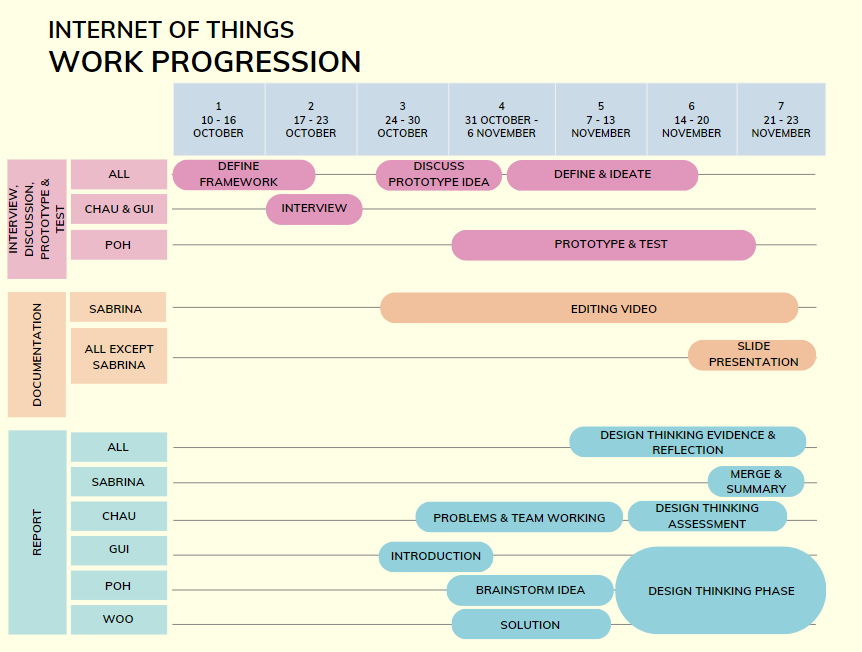 INTERNET OF THINGS
WORK PROGRESSION
1
10 - 16
OCTOBER
2
17 - 23
OCTOBER
3
24 - 30
OCTOBER
4
31 OCTOBER -
6 NOVEMBER
5
7 - 13
NOVEMBER
6
14 - 20
NOVEMBER
7
21 - 23
NOVEMBER
INTERVIEW,
DISCUSSION,
PROTOTYPE &
TEST
ALL
DEFINE
FRAMEWORK
DISCUSS
PROTOTYPE IDEA
DEFINE & IDEATE
CHAU & GUI
INTERVIEW
POH
PROTOTYPE & TEST
DOCUMENTATION
SABRINA
EDITING VIDEO
ALL EXCEPT
SABRINA
SLIDE
PRESENTATION
REPORT
ALL
DESIGN THINKING EVIDENCE &
REFLECTION
SABRINA
MERGE &
SUMMARY
CHAU
PROBLEMS & TEAM WORKING
DESIGN THINKING
ASSESSMENT
GUI
INTRODUCTION
POH
BRAINSTORM IDEA
DESIGN THINKING PHASE
WOO
SOLUTION